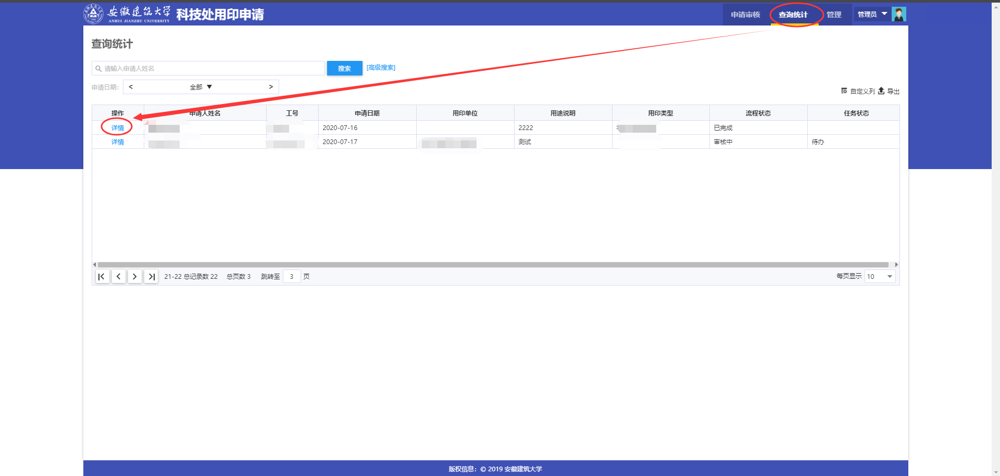 安徽建筑大学
ANHUI JIANZHU UNIVERSITY
科技处用印申请
申请审核 查询统计 管理 管理员
查询统计
请输入申请人姓名 搜索 [高级搜索]
申请日期: < 全部 ▼ >
自定义列 导出
操作 申请人姓名 工号 申请日期 用印单位 用途说明 用印类型 流程状态 任务状态
详情 2020-07-16 2222 已完成
详情 2020-07-17 测试 审核中 待办
21-22 总记录数 22 总页数 3 跳转至 3 页 每页显示 10
版权信息：© 2019 安徽建筑大学